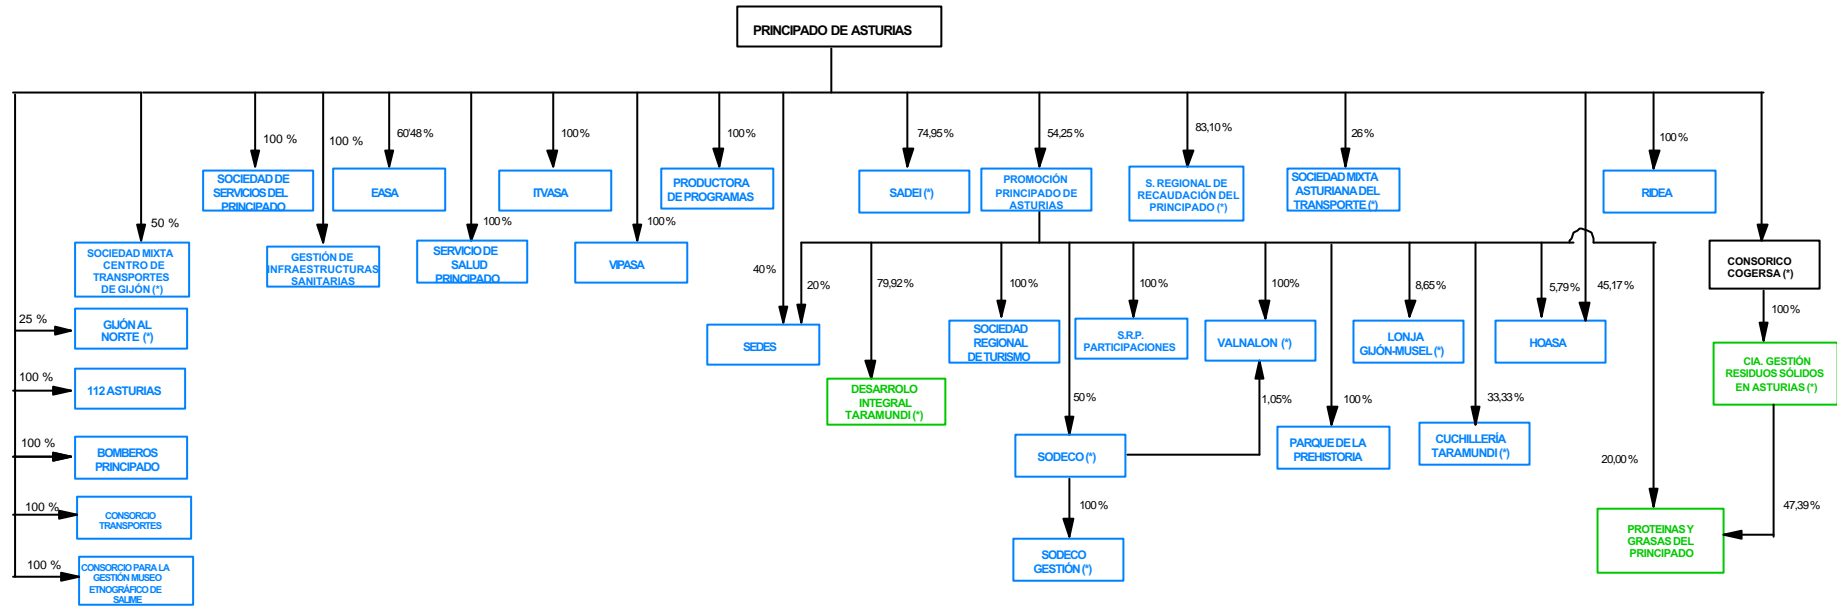 PRINCIPADO DE ASTURIAS
100 %
100 %
60'48 %
100%
100%
74,95 %
54,25 %
83,10 %
26 %
100%
SOCIEDAD DE
SERVICIOS DEL
PRINCIPADO
EASA
ITVASA
PRODUCTORA
DE PROGRAMAS
SADEI (*)
PROMOCIÓN
PRINCIPADO DE
ASTURIAS
S. REGIONAL DE
RECAUDACIÓN DEL
PRINCIPADO (*)
SOCIEDAD MIXTA
ASTURIANA DEL
TRANSPORTE (*)
RIDEA
50 %
100%
100%
SOCIEDAD MIXTA
CENTRO DE
TRANSPORTES
DE GIJÓN (*)
GESTIÓN DE
INFRAESTRUCTURAS
SANITARIAS
SERVICIO DE
SALUD
PRINCIPADO
VIPASA
CONSORICO
COGERSA (*)
40 %
20 %
79,92 %
100%
100%
100%
8,65 %
5,79 %
45,17 %
100%
25 %
GIJÓN AL
NORTE (*)
SEDES
SOCIEDAD
REGIONAL
DE TURISMO
S.R.P.
PARTICIPACIONES
VALNALON (*)
LONJA
GIJÓN-MUSEL (*)
HOASA
CIA. GESTIÓN
RESIDUOS SÓLIDOS
EN ASTURIAS (*)
100 %
112 ASTURIAS
DESARROLO
INTEGRAL
TARAMUNDI (*)
50 %
1,05%
100%
33,33 %
100 %
BOMBEROS
PRINCIPADO
SODECO (*)
PARQUE DE LA
PREHISTORIA
CUCHILLERÍA
TARAMUNDI (*)
20,00 %
100 %
CONSORCIO
TRANSPORTES
100%
47,39 %
PROTEINAS Y
GRASAS DEL
PRINCIPADO
100 %
CONSORCIO PARA LA
GESTIÓN MUSEO
ETNOGRÁFICO DE
SALIME
SODECO
GESTIÓN (*)